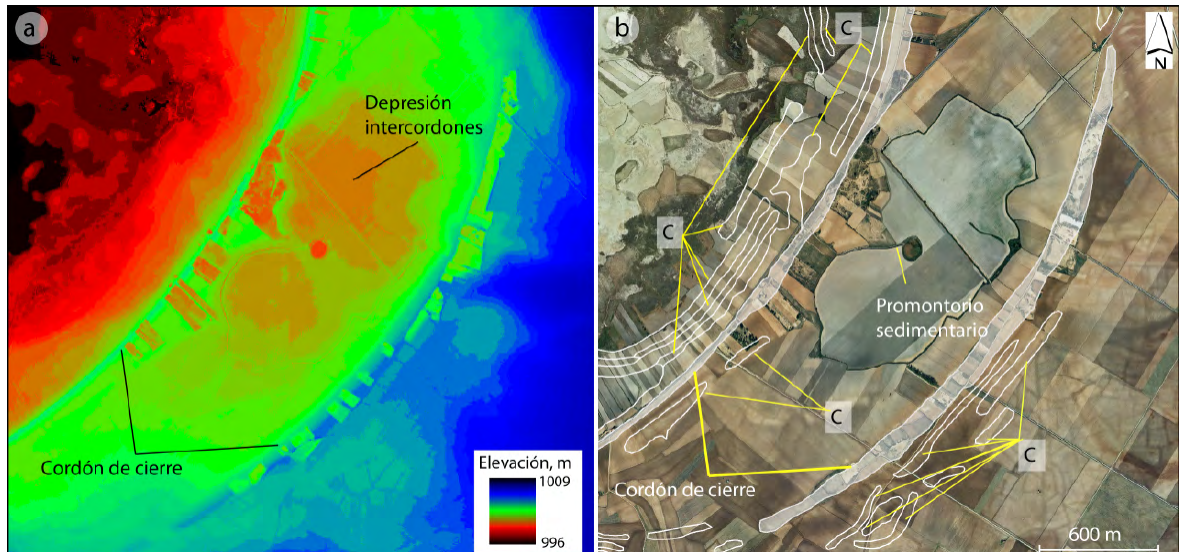 a
Depresión
intercordones
Cordón de cierre
Elevación, m
1009
996
b
C
N
C
Promontorio
sedimentario
C
C
Cordón de cierre
600 m